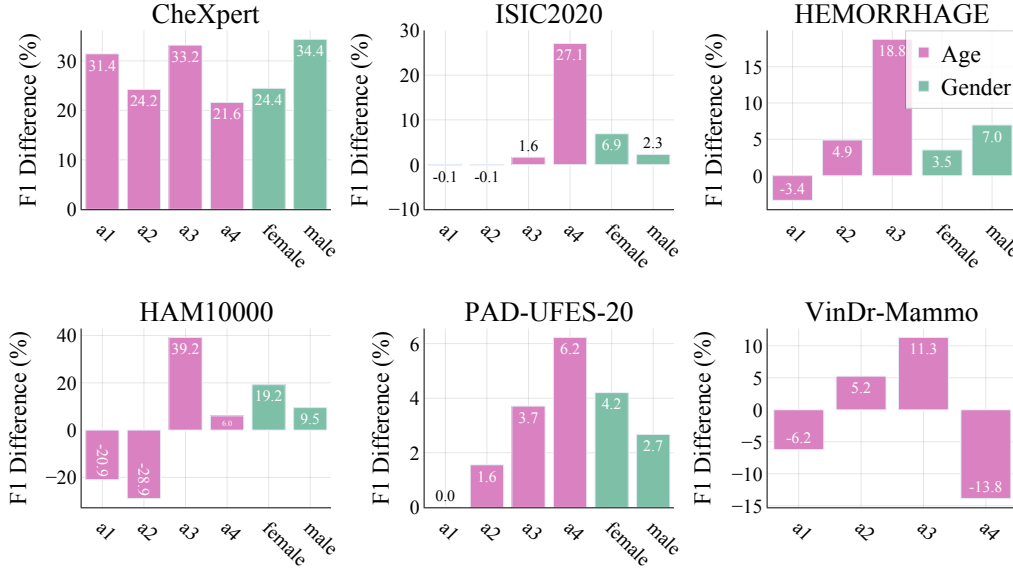 CheXpert
F1 Difference (%)
30
20
10
0
31.4
24.2
33.2
21.6
24.4
34.4
a1
a2
a3
a4
female
male
ISIC2020
F1 Difference (%)
30
20
10
0
−10
-0.1
-0.1
1.6
27.1
6.9
2.3
a1
a2
a3
a4
female
male
HEMORRHAGE
F1 Difference (%)
15
10
5
0
-3.4
4.9
18.8
3.5
7.0
Age
Gender
a1
a2
a3
female
male
HAM10000
F1 Difference (%)
40
20
0
−20
-20.9
-28.9
39.2
6.0
19.2
9.5
a1
a2
a3
a4
female
male
PAD-UFES-20
F1 Difference (%)
6
4
2
0
0.0
1.6
3.7
6.2
4.2
2.7
a1
a2
a3
a4
female
male
VinDr-Mammo
F1 Difference (%)
10
5
0
−5
−10
−15
-6.2
5.2
11.3
-13.8
a1
a2
a3
a4